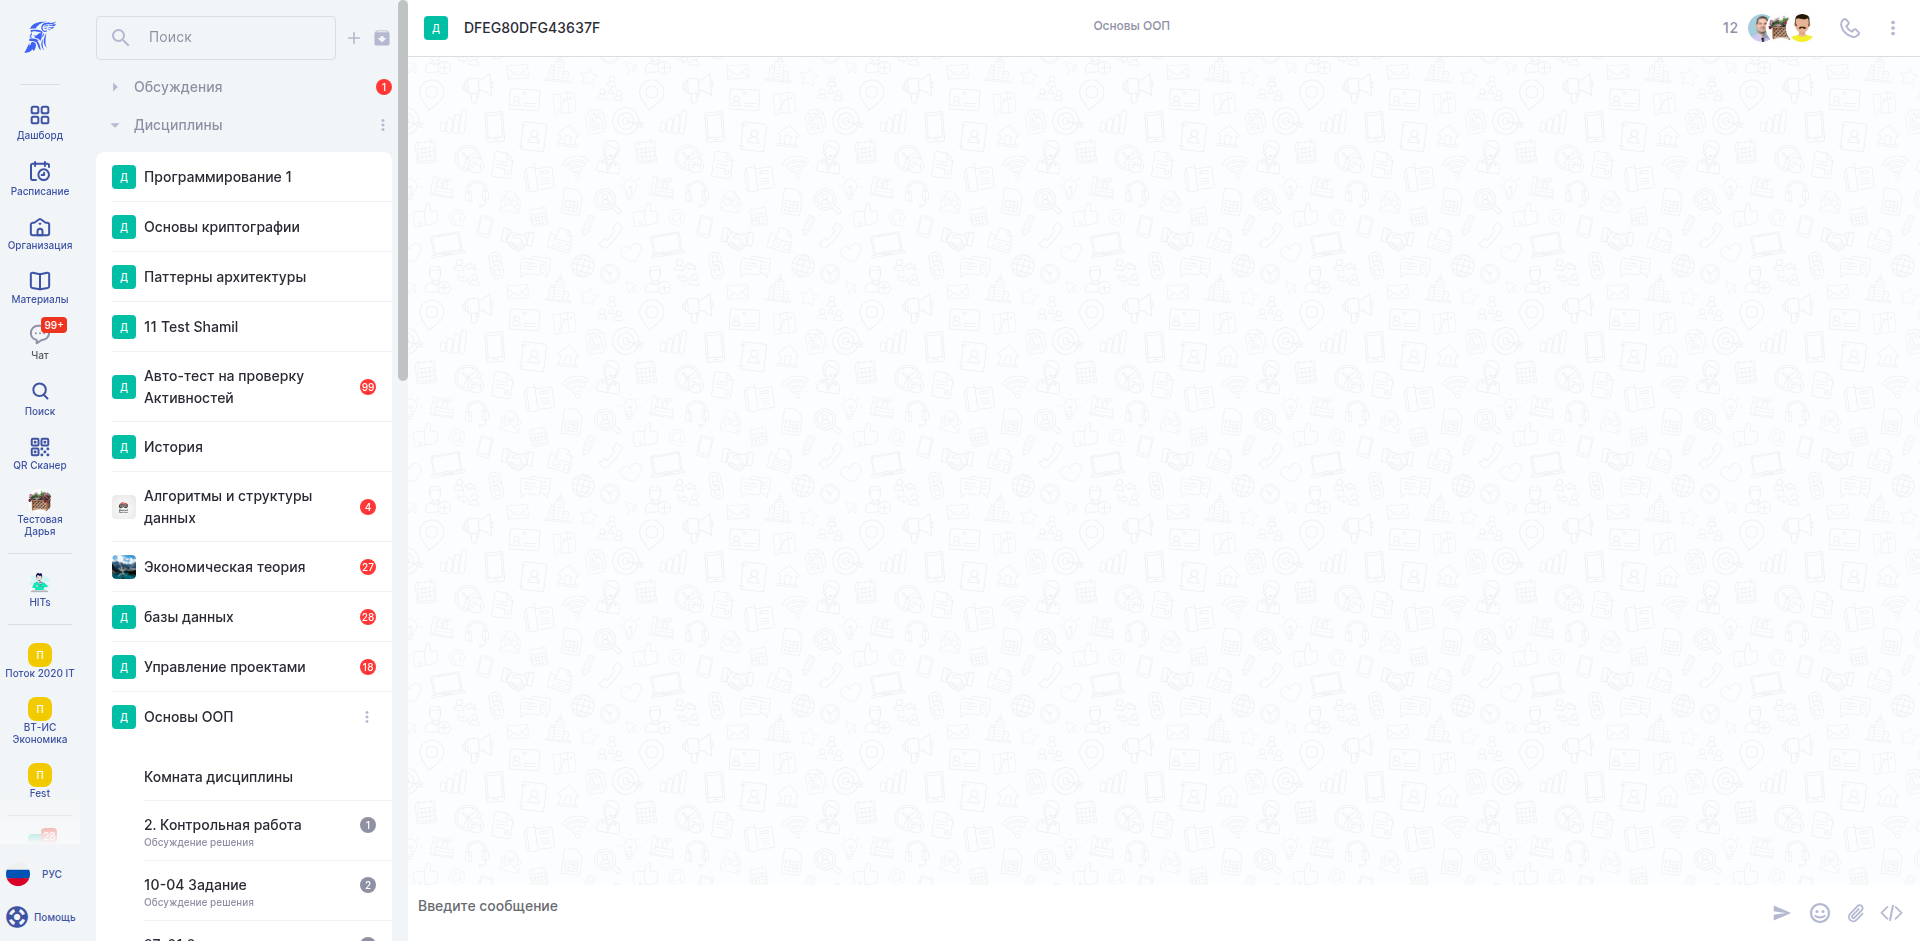 Дашборд
Расписание
Организация
Материалы
99+
Чат
Поиск
QR Сканер
Тестовая
Дарья
HITs
П
Поток 2020 IT
П
ВТ-ИС
Экономика
П
Fest
28
РУС
Помощь
Поиск
Обсуждения 1
Дисциплины
Д Программирование 1
Д Основы криптографии
Д Паттерны архитектуры
Д 11 Test Shamil
Д Авто-тест на проверку
Активностей 99
Д История
Алгоритмы и структуры
данных 4
Экономическая теория 27
Д базы данных 28
Д Управление проектами 18
Д Основы ООП
Комната дисциплины
2. Контрольная работа 1
Обсуждение решения
10-04 Задание 2
Обсуждение решения
Д DFEG80DFG43637F
Основы ООП
12
Введите сообщение